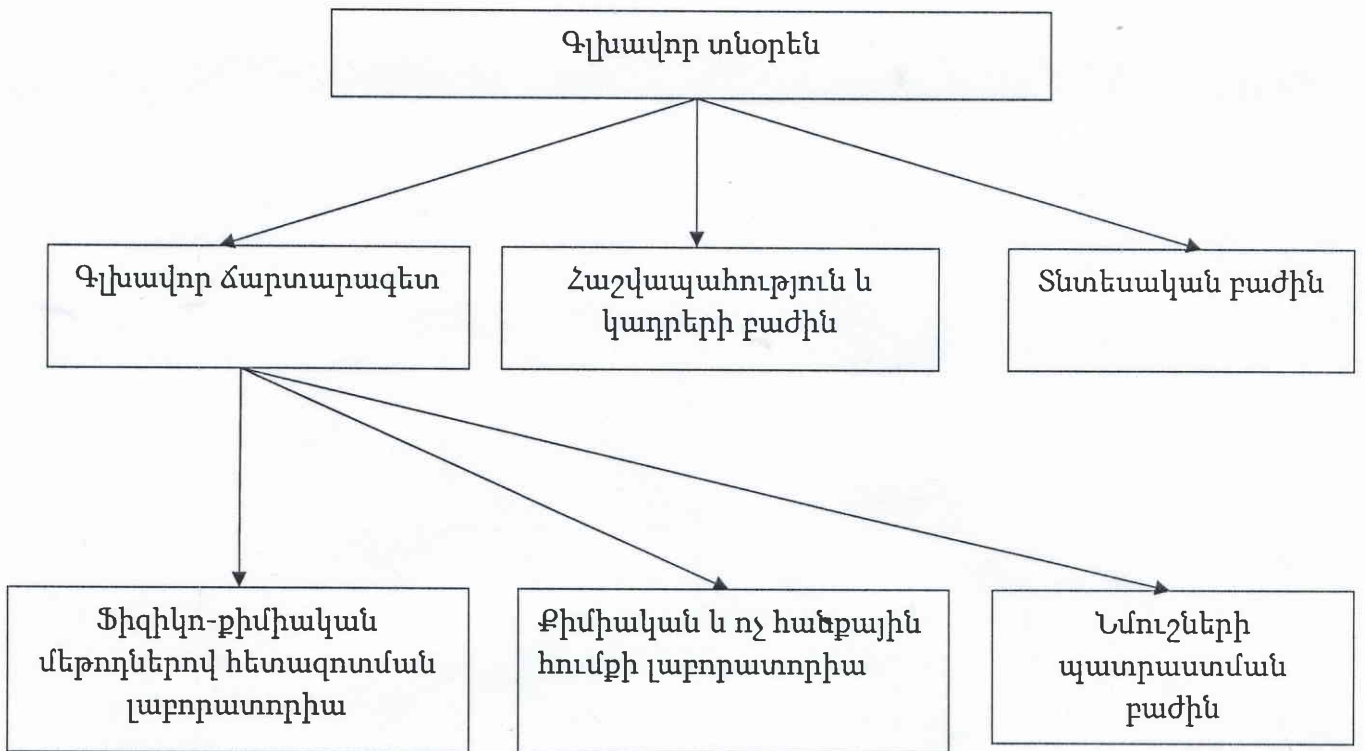 Գլխավոր տնօրեն
Գլխավոր ճարտարագետ
Հաշվապահություն և
կադրերի բաժին
Տնտեսական բաժին
Ֆիզիկո-քիմիական
մեթոդներով հետազոտման
լաբորատորիա
Քիմիական և ոչ հանքային
հումքի լաբորատորիա
Նմուշների
պատրաստման
բաժին